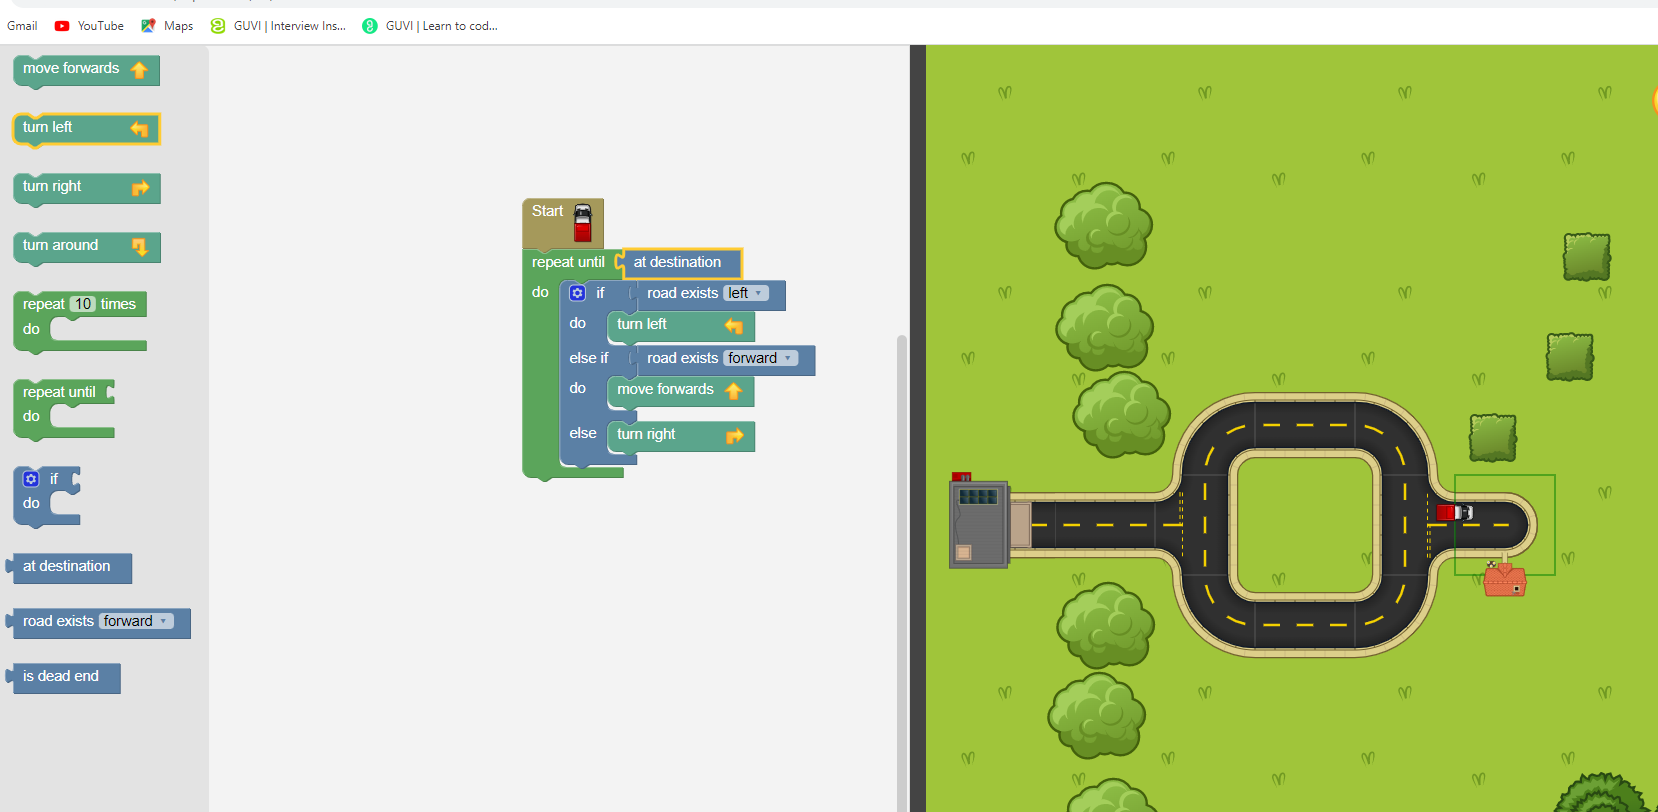 Gmail YouTube Maps GUVI | Interview Ins... GUVI | Learn to cod...
move forwards
turn left
turn right
turn around
repeat 10 times
do
repeat until
do
if
do
at destination
road exists forward
is dead end
Start
repeat until at destination
do if road exists left
do turn left
else if road exists forward
do move forwards
else turn right